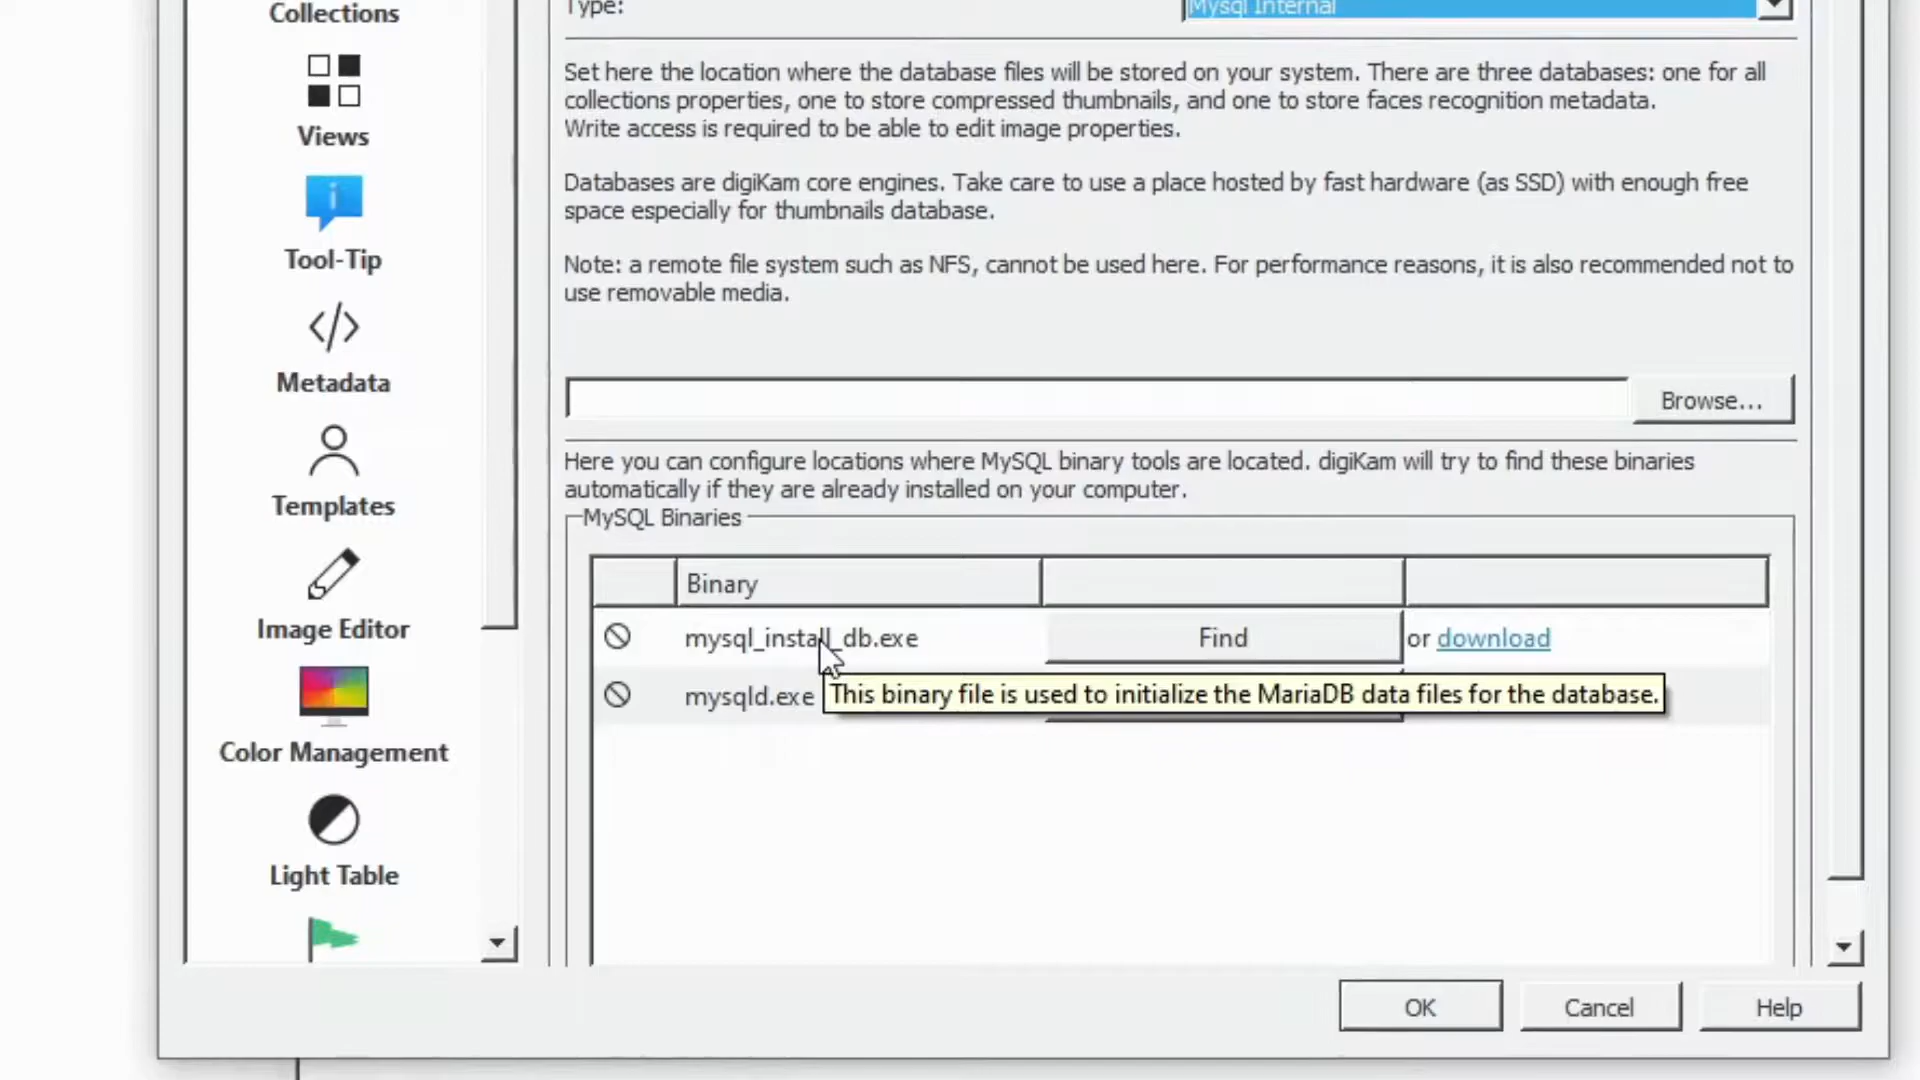 Collections
Views
Tool-Tip
Metadata
Templates
Image Editor
Color Management
Light Table
Type:
Mysql Internal
Set here the location where the database files will be stored on your system. There are three databases: one for all
collections properties, one to store compressed thumbnails, and one to store faces recognition metadata.
Write access is required to be able to edit image properties.
Databases are digiKam core engines. Take care to use a place hosted by fast hardware (as SSD) with enough free
space especially for thumbnails database.
Note: a remote file system such as NFS, cannot be used here. For performance reasons, it is also recommended not to
use removable media.
Browse...
Here you can configure locations where MySQL binary tools are located. digiKam will try to find these binaries
automatically if they are already installed on your computer.
MySQL Binaries
Binary
mysql_install_db.exe Find or download
mysqld.exe
This binary file is used to initialize the MariaDB data files for the database.
OK Cancel Help